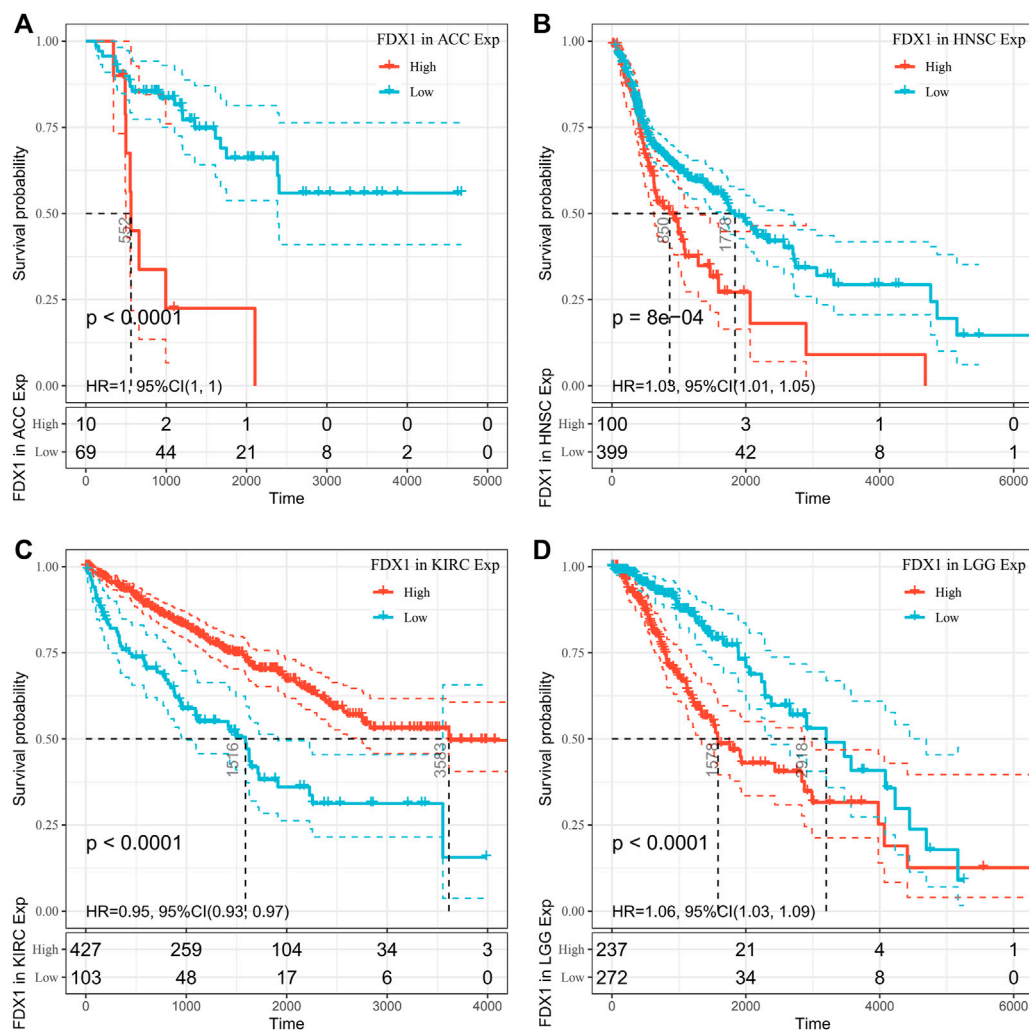 A
FDX1 in ACC Exp
High
Low
Survival probability
1.00
0.75
0.50
0.25
0.00
552
p < 0.0001
HR=1, 95%CI(1, 1)
FDX1 in ACC Exp
High 10 2 1 0 0 0
Low 69 44 21 8 2 0
0 1000 2000 3000 4000 5000
Time
B
FDX1 in HNSC Exp
High
Low
Survival probability
1.00
0.75
0.50
0.25
0.00
850
1778
p = 8e−04
HR=1.03, 95%CI(1.01, 1.05)
FDX1 in HNSC Exp
High 100 3 1 0
Low 399 42 8 1
0 2000 4000 6000
Time
C
FDX1 in KIRC Exp
High
Low
Survival probability
1.00
0.75
0.50
0.25
0.00
1516
3583
p < 0.0001
HR=0.95, 95%CI(0.93, 0.97)
FDX1 in KIRC Exp
High 427 259 104 34 3
Low 103 48 17 6 0
0 1000 2000 3000 4000
Time
D
FDX1 in LGG Exp
High
Low
Survival probability
1.00
0.75
0.50
0.25
0.00
1578
2918
p < 0.0001
HR=1.06, 95%CI(1.03, 1.09)
FDX1 in LGG Exp
High 237 21 4 1
Low 272 34 8 0
0 2000 4000 6000
Time